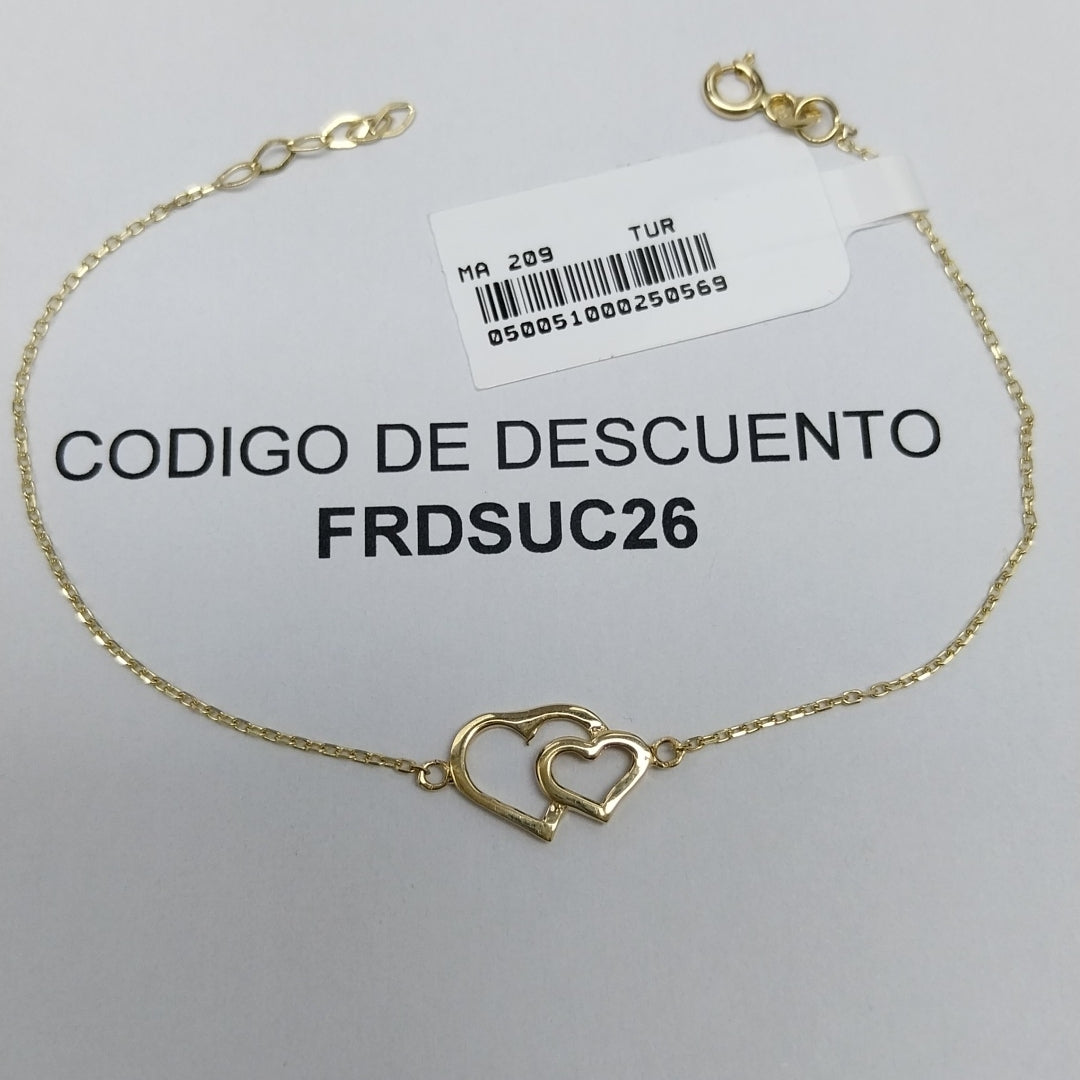 MA 209 TUR
050051000250569
CODIGO DE DESCUENTO
FRDSUC26